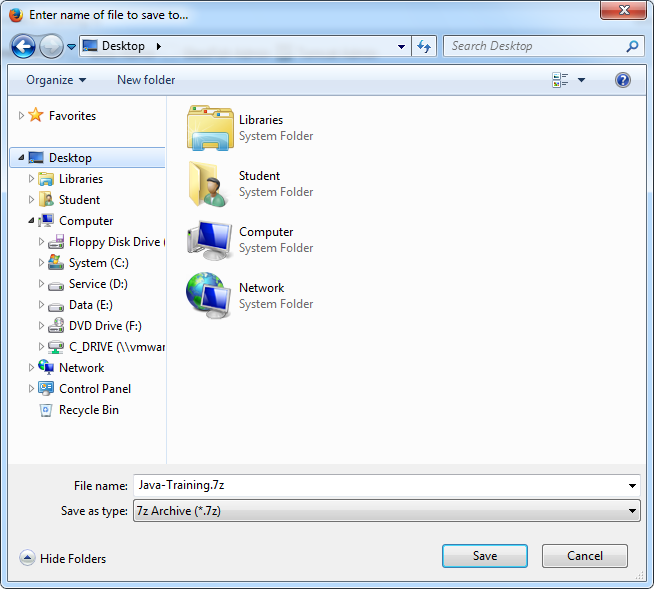 Enter name of file to save to...
Desktop
Search Desktop
Organize
New folder
Favorites
Desktop
Libraries
Student
Computer
Floppy Disk Drive (
System (C:)
Service (D:)
Data (E:)
DVD Drive (F:)
C_DRIVE (\\vmwar
Network
Control Panel
Recycle Bin
Libraries
System Folder
Student
System Folder
Computer
System Folder
Network
System Folder
File name: Java-Training.7z
Save as type: 7z Archive (*.7z)
Hide Folders
Save
Cancel